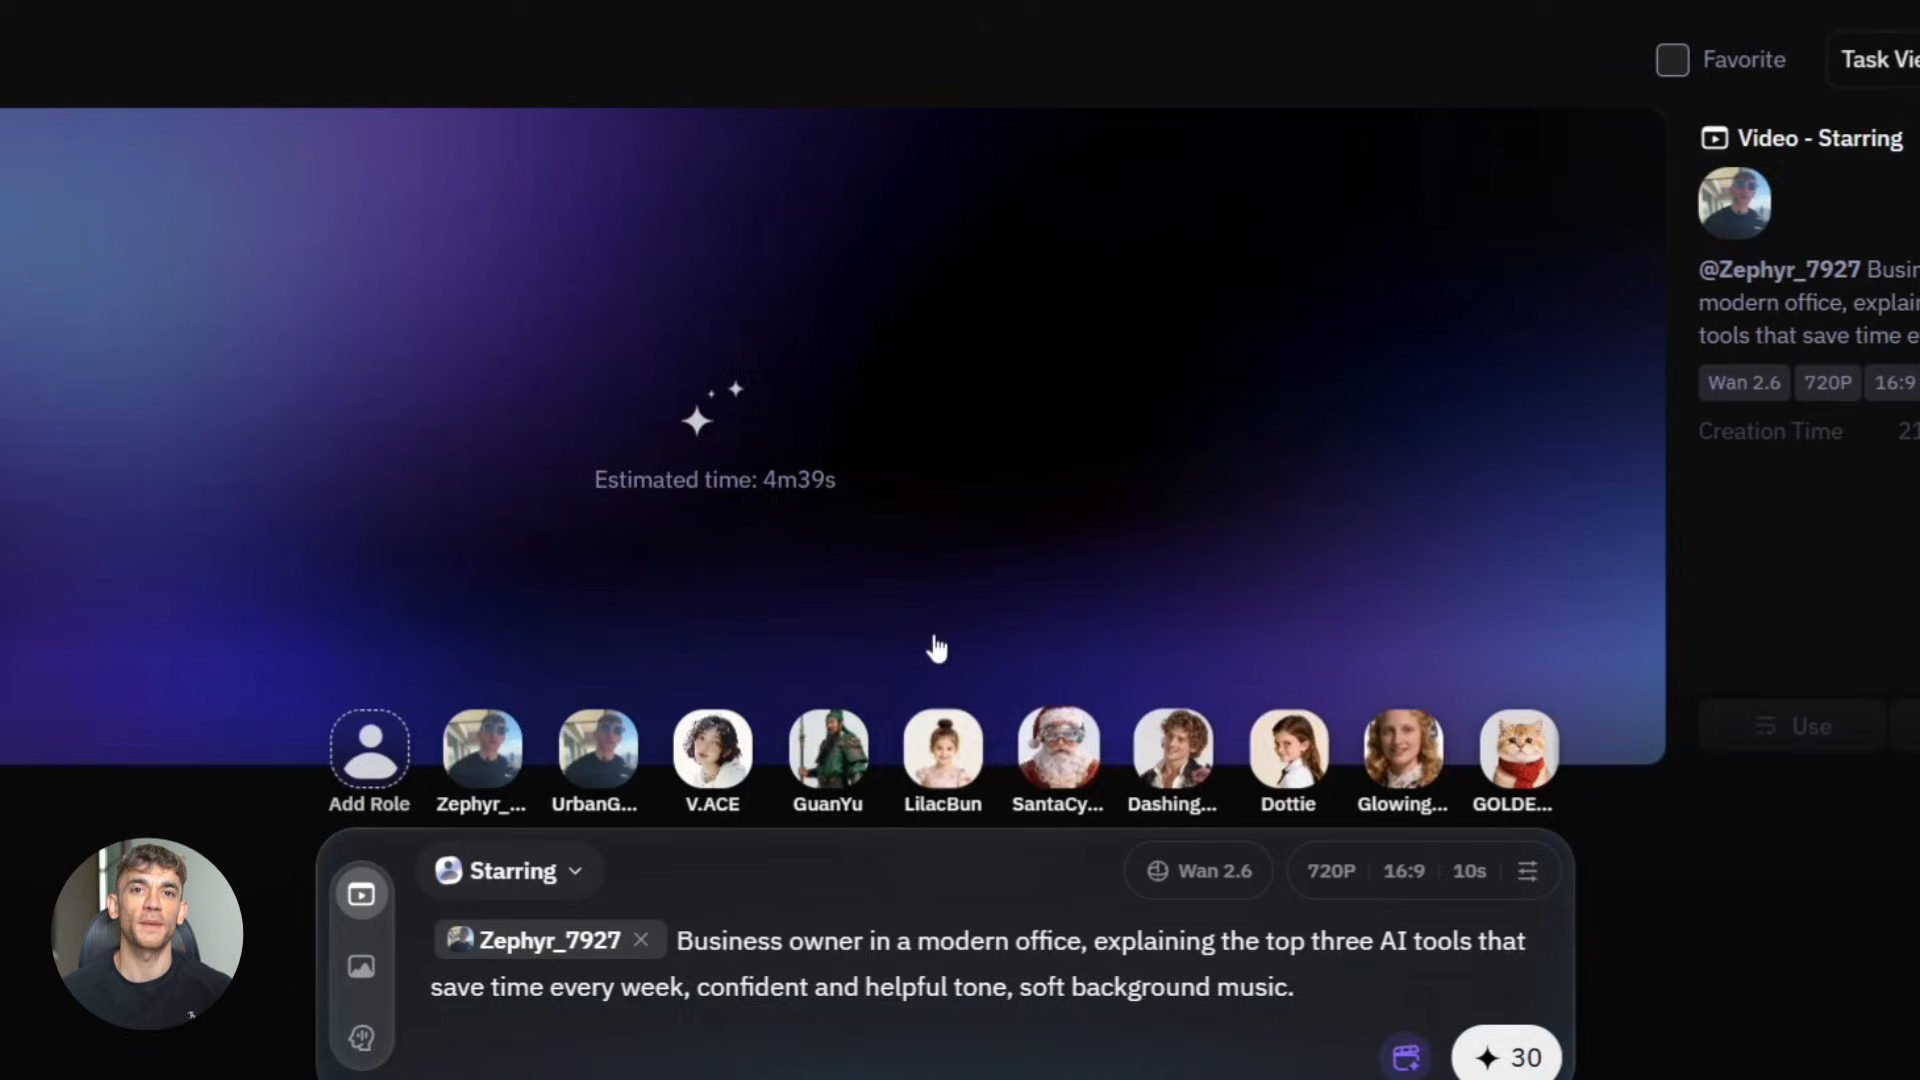 Favorite
Task Vie
Video - Starring
@Zephyr_7927 Busin
modern office, explain
tools that save time e
Wan 2.6 720P 16:9
Creation Time 21
Estimated time: 4m39s
Use
Add Role Zephyr_... UrbanG... V.ACE GuanYu LilacBun SantaCy... Dashing... Dottie Glowing... GOLDE...
Starring Wan 2.6 720P 16:9 10s
Zephyr_7927 Business owner in a modern office, explaining the top three AI tools that
save time every week, confident and helpful tone, soft background music.
30